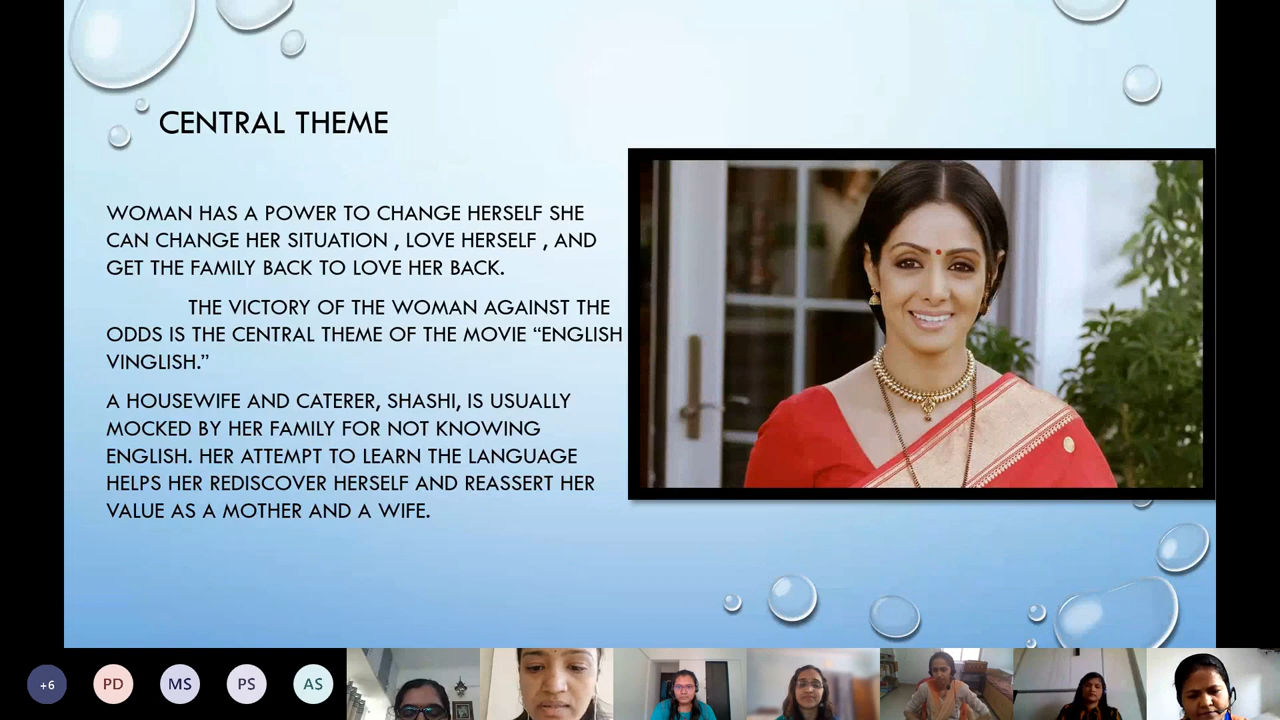 CENTRAL THEME
WOMAN HAS A POWER TO CHANGE HERSELF SHE
CAN CHANGE HER SITUATION , LOVE HERSELF , AND
GET THE FAMILY BACK TO LOVE HER BACK.
THE VICTORY OF THE WOMAN AGAINST THE
ODDS IS THE CENTRAL THEME OF THE MOVIE “ENGLISH
VINGLISH.”
A HOUSEWIFE AND CATERER, SHASHI, IS USUALLY
MOCKED BY HER FAMILY FOR NOT KNOWING
ENGLISH. HER ATTEMPT TO LEARN THE LANGUAGE
HELPS HER REDISCOVER HERSELF AND REASSERT HER
VALUE AS A MOTHER AND A WIFE.
+6 PD MS PS AS